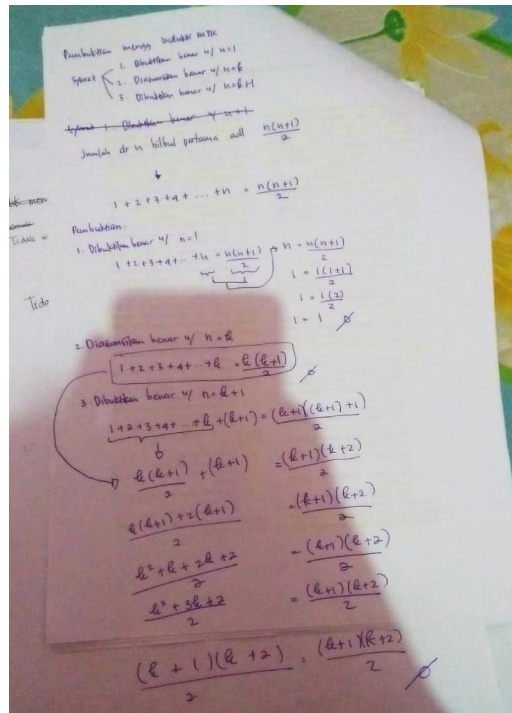 Pembuktian mengg induksi mtk
Syarat
1. Dibuktikan benar u/ n=1
2. Diasumsikan benar u/ n=k
3. Dibuktikan benar u/ n=k+1
Jumlah dr n bilbul pertama adl n(n+1)/2
1+2+3+4+...+n = n(n+1)/2
Pembuktian.
1. Dibuktikan benar u/ n=1
1+2+3+4+...+n = n(n+1)/2 → n = n(n+1)/2
1 = 1(1+1)/2
1 = 1(2)/2
1 = 1
2. Diasumsikan benar u/ n=k
1+2+3+4+...+k = k(k+1)/2
3. Dibuktikan benar u/ n=k+1
1+2+3+4+...+k+(k+1) = (k+1)((k+1)+1)/2
k(k+1)/2 + (k+1) = (k+1)(k+2)/2
k(k+1)+2(k+1)/2 = (k+1)(k+2)/2
k²+k+2k+2/2 = (k+1)(k+2)/2
k²+3k+2/2 = (k+1)(k+2)/2
(k+1)(k+2)/2 = (k+1)(k+2)/2